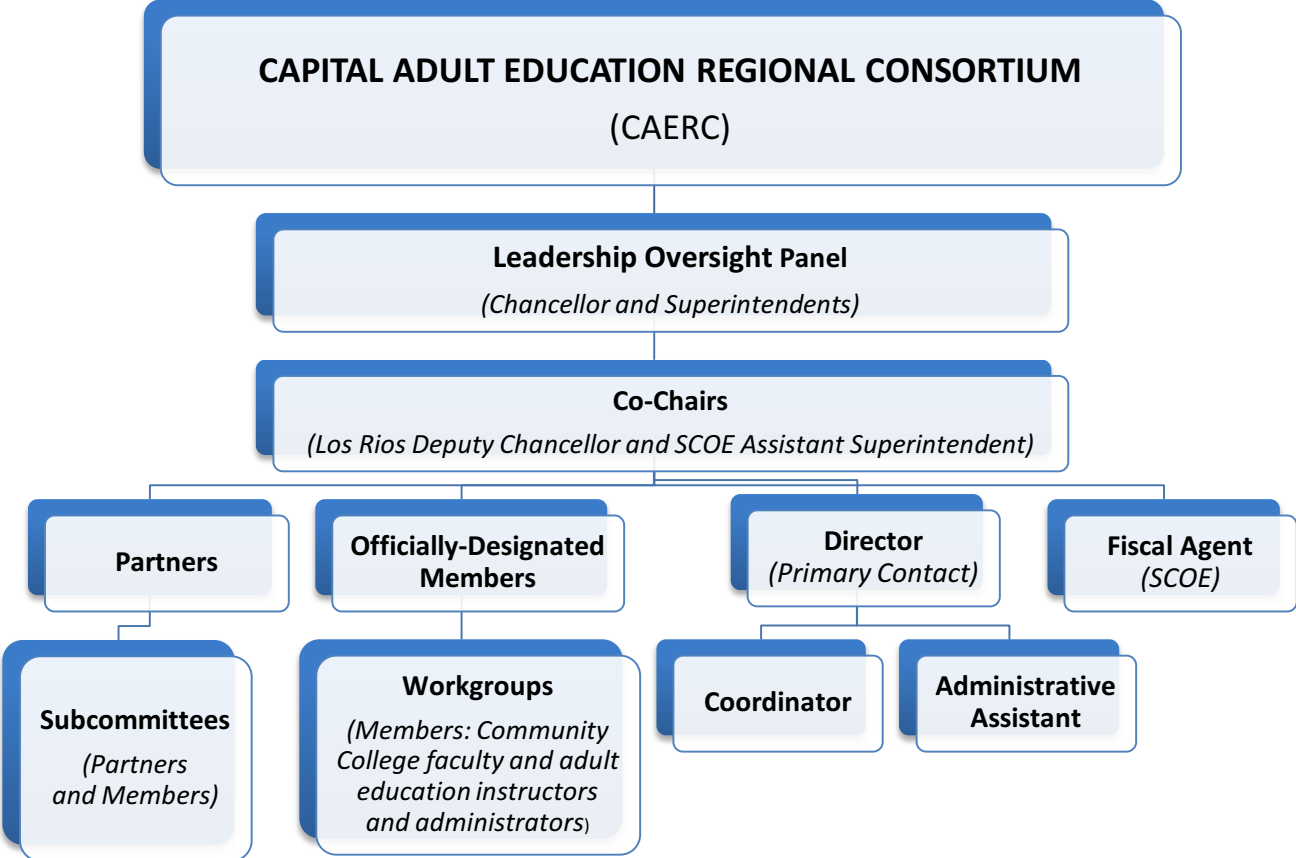 CAPITAL ADULT EDUCATION REGIONAL CONSORTIUM
(CAERC)
Leadership Oversight Panel
(Chancellor and Superintendents)
Co-Chairs
(Los Rios Deputy Chancellor and SCOE Assistant Superintendent)
Partners
Officially-Designated
Members
Director
(Primary Contact)
Fiscal Agent
(SCOE)
Subcommittees
(Partners
and Members)
Workgroups
(Members: Community
College faculty and adult
education instructors
and administrators)
Coordinator
Administrative
Assistant